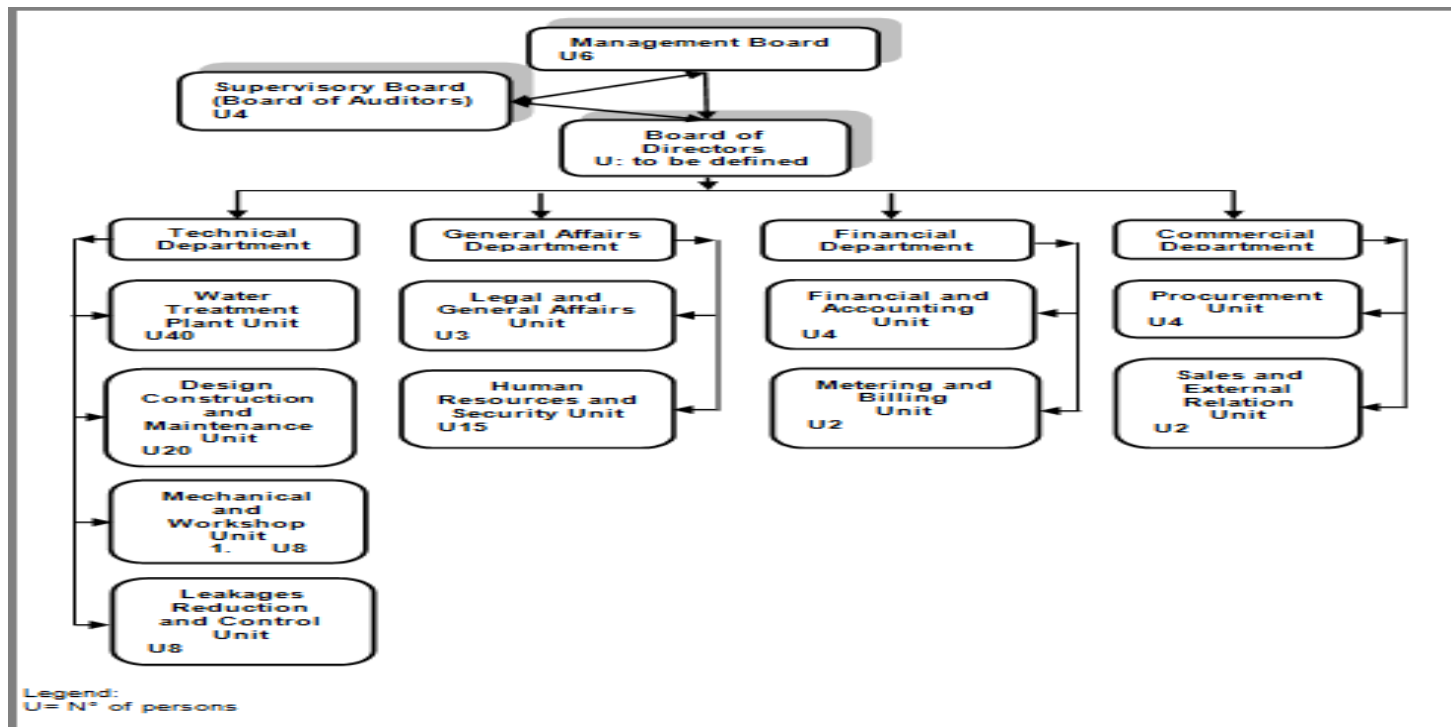 Management Board
U6
Supervisory Board
(Board of Auditors)
U4
Board of
Directors
U: to be defined
Technical
Department
General Affairs
Department
Financial
Department
Commercial
Department
Water
Treatment
Plant Unit
U40
Legal and
General Affairs
Unit
U3
Financial and
Accounting
Unit
U4
Procurement
Unit
U4
Design
Construction
and
Maintenance
Unit
U20
Human
Resources and
Security Unit
U15
Metering and
Billing
Unit
U2
Sales and
External
Relation
Unit
U2
Mechanical
and
Workshop
Unit
1. U8
Leakages
Reduction
and Control
Unit
U8
Legend:
U= N° of persons